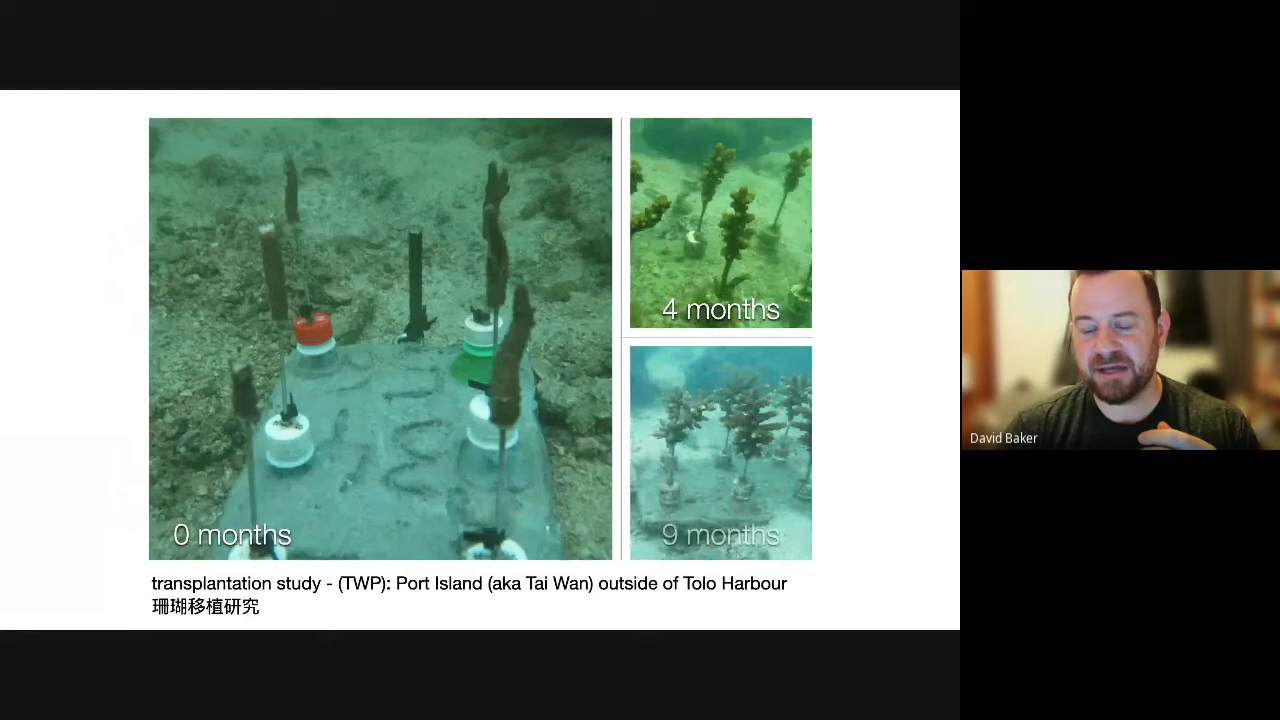 0 months
4 months
9 months
transplantation study - (TWP): Port Island (aka Tai Wan) outside of Tolo Harbour
珊瑚移植研究
David Baker